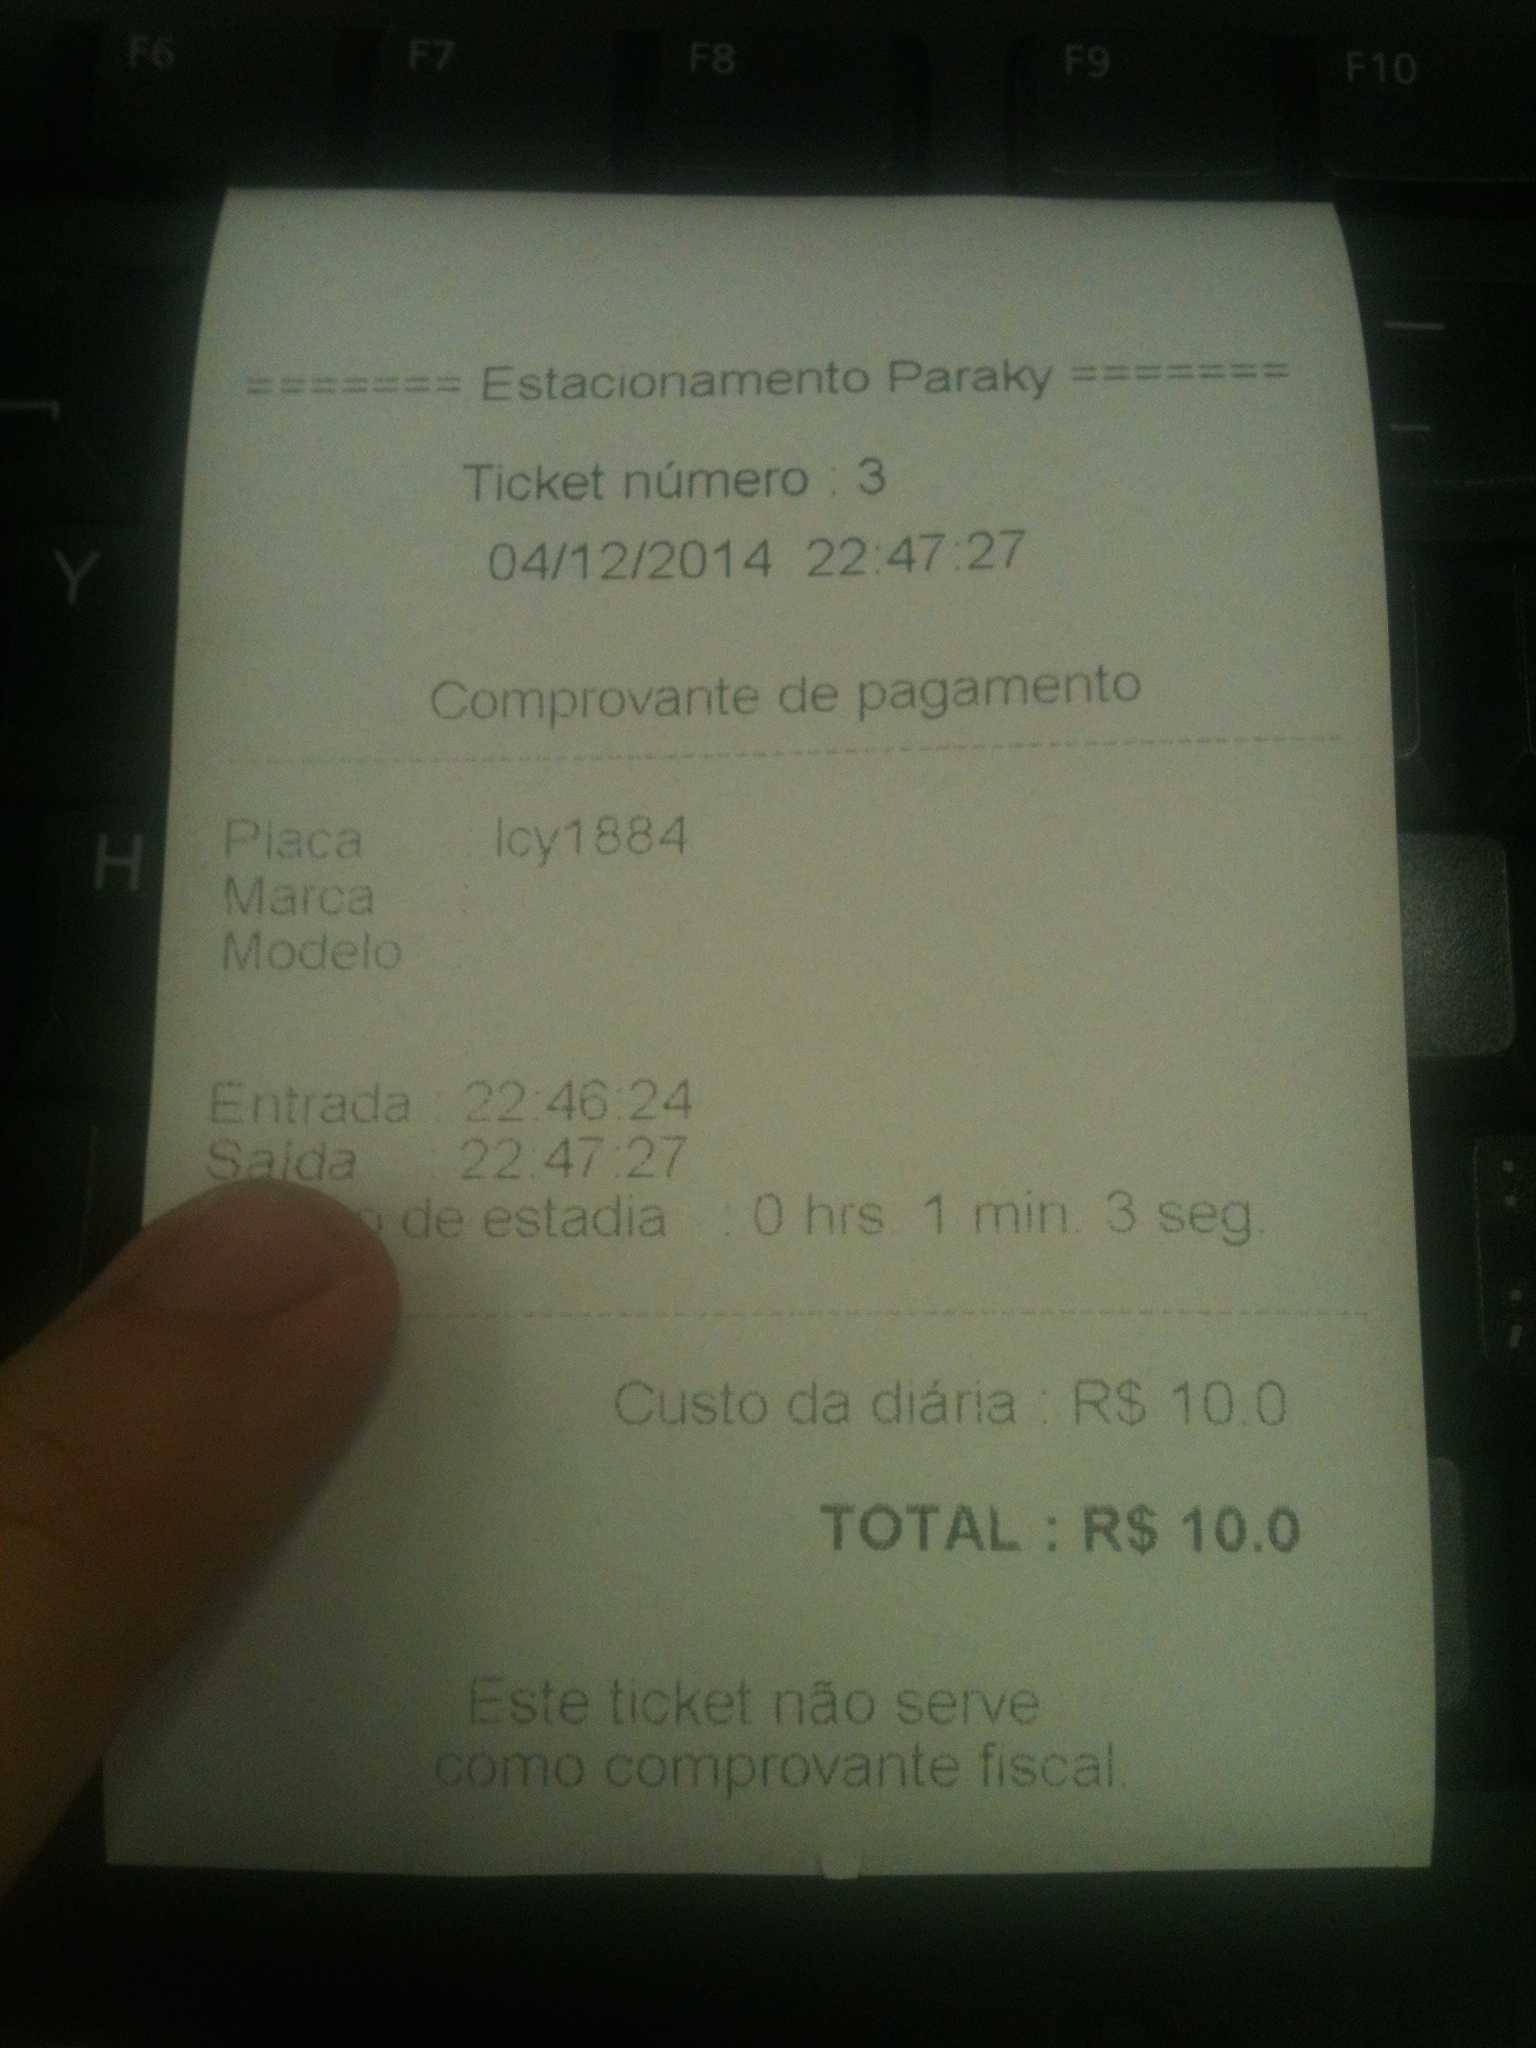 F6 F7 F8 F9 F10
======= Estacionamento Paraky =======
Ticket número : 3
04/12/2014 22:47:27
Y
Comprovante de pagamento
Placa : lcy1884
H
Marca :
Modelo :
Entrada : 22:46:24
Saida : 22:47:27
de estadia : 0 hrs. 1 min. 3 seg.
Custo da diária : R$ 10.0
TOTAL : R$ 10.0
Este ticket não serve
como comprovante fiscal.